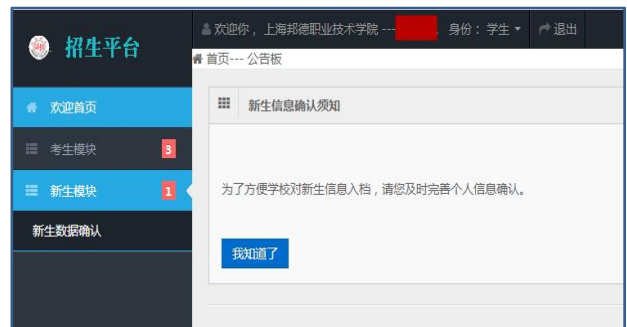 招生平台
欢迎你，上海邦德职业技术学院 --- 身份：学生 退出
首页--- 公告板
欢迎首页
考生模块 3
新生模块 1
新生数据确认
新生信息确认须知
为了方便学校对新生信息入档，请您及时完善个人信息确认。
我知道了